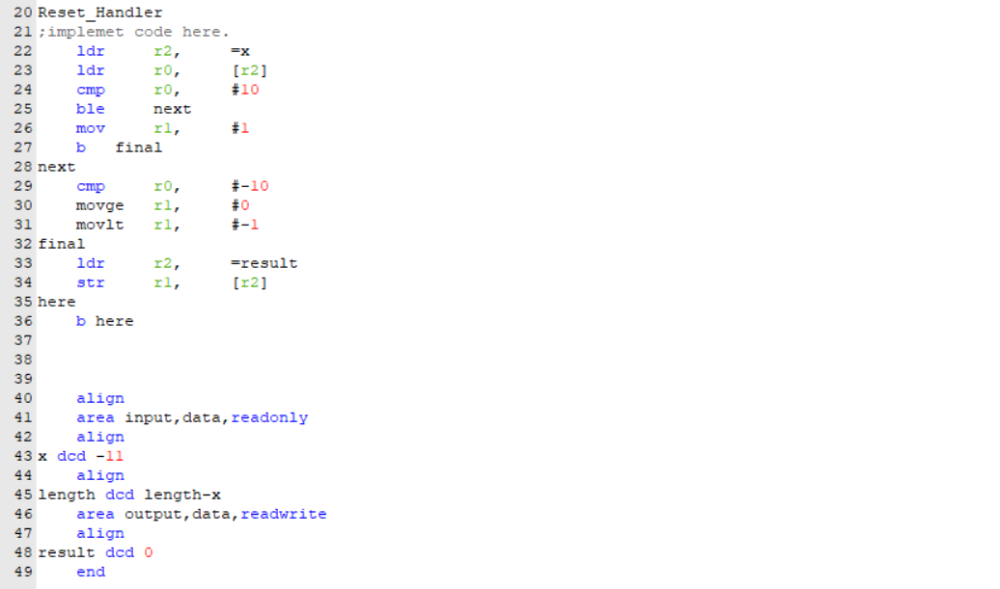 20 Reset_Handler
21 ;implemet code here.
22     ldr     r2,     =x
23     ldr     r0,     [r2]
24     cmp     r0,     #10
25     ble     next
26     mov     r1,     #1
27     b   final
28 next
29     cmp     r0,     #-10
30     movge   r1,     #0
31     movlt   r1,     #-1
32 final
33     ldr     r2,     =result
34     str     r1,     [r2]
35 here
36     b here
37
38
39
40     align
41     area input,data,readonly
42     align
43 x dcd -11
44     align
45 length dcd length-x
46     area output,data,readwrite
47     align
48 result dcd 0
49     end